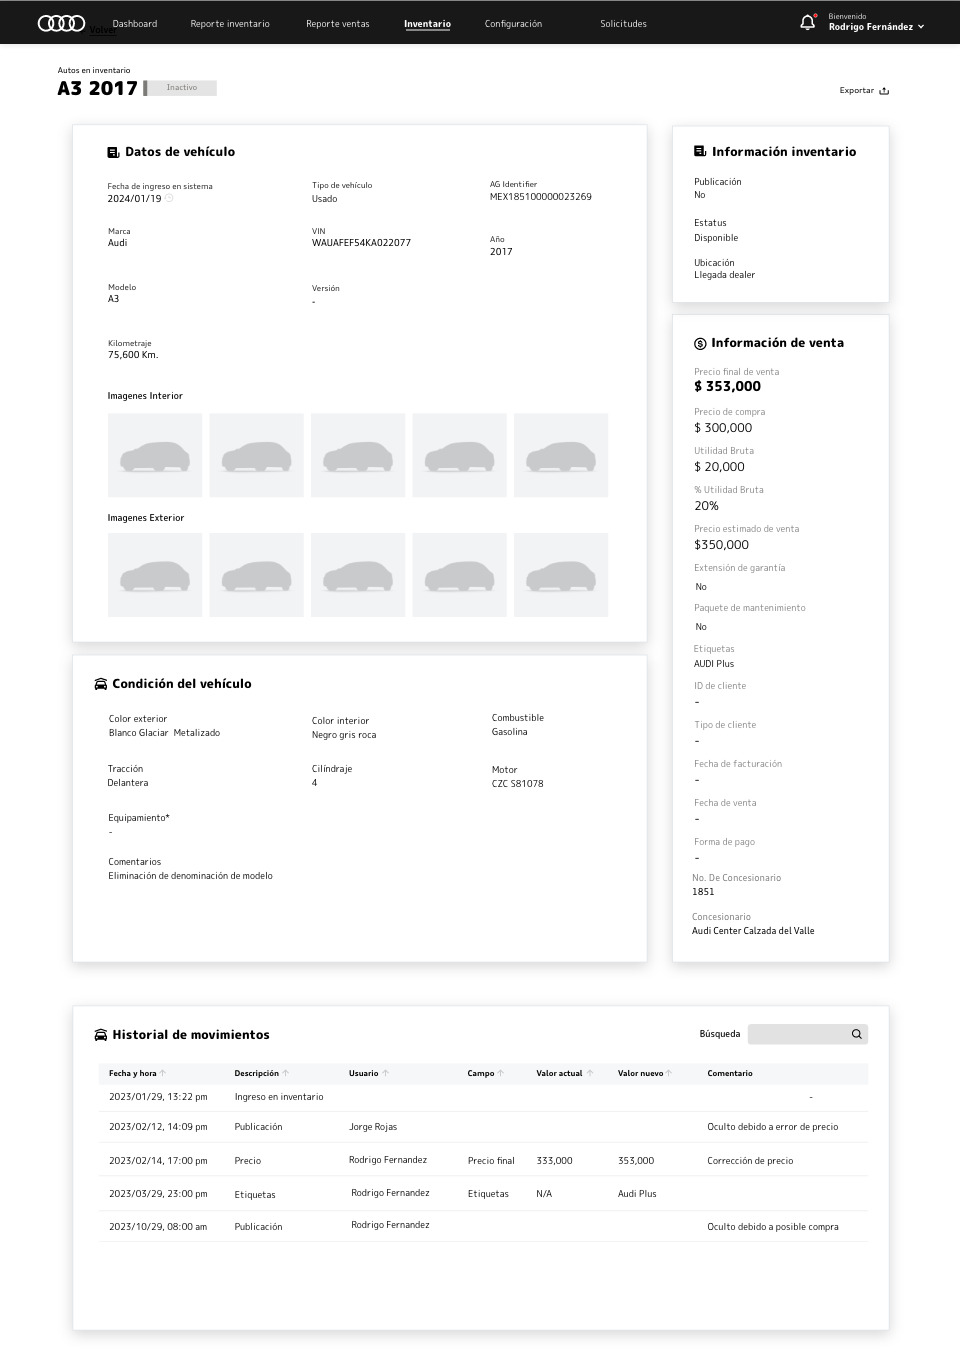 Volver
Dashboard
Reporte inventario
Reporte ventas
Inventario
Configuración
Solicitudes
Bienvenido
Rodrigo Fernández
Autos en inventario
A3 2017
Inactivo
Exportar
Datos de vehículo
Fecha de ingreso en sistema
2024/01/19
Tipo de vehículo
Usado
AG Identifier
MEX185100000023269
Marca
Audi
VIN
WAUAFEF54KA022077
Año
2017
Modelo
A3
Versión
-
Kilometraje
75,600 Km.
Imagenes Interior
Imagenes Exterior
Información inventario
Publicación
No
Estatus
Disponible
Ubicación
Llegada dealer
Información de venta
Precio final de venta
$ 353,000
Precio de compra
$ 300,000
Utilidad Bruta
$ 20,000
% Utilidad Bruta
20%
Precio estimado de venta
$350,000
Extensión de garantía
No
Paquete de mantenimiento
No
Etiquetas
AUDI Plus
ID de cliente
-
Tipo de cliente
-
Fecha de facturación
-
Fecha de venta
-
Forma de pago
-
No. De Concesionario
1851
Concesionario
Audi Center Calzada del Valle
Condición del vehículo
Color exterior
Blanco Glaciar  Metalizado
Color interior
Negro gris roca
Combustible
Gasolina
Tracción
Delantera
Cilíndraje
4
Motor
CZC S81078
Equipamiento*
-
Comentarios
Eliminación de denominación de modelo
Historial de movimientos
Búsqueda
Fecha y hora Descripción Usuario Campo Valor actual Valor nuevo Comentario
2023/01/29, 13:22 pm Ingreso en inventario -
2023/02/12, 14:09 pm Publicación Jorge Rojas Oculto debido a error de precio
2023/02/14, 17:00 pm Precio Rodrigo Fernandez Precio final 333,000 353,000 Corrección de precio
2023/03/29, 23:00 pm Etiquetas Rodrigo Fernandez Etiquetas N/A Audi Plus
2023/10/29, 08:00 am Publicación Rodrigo Fernandez Oculto debido a posible compra